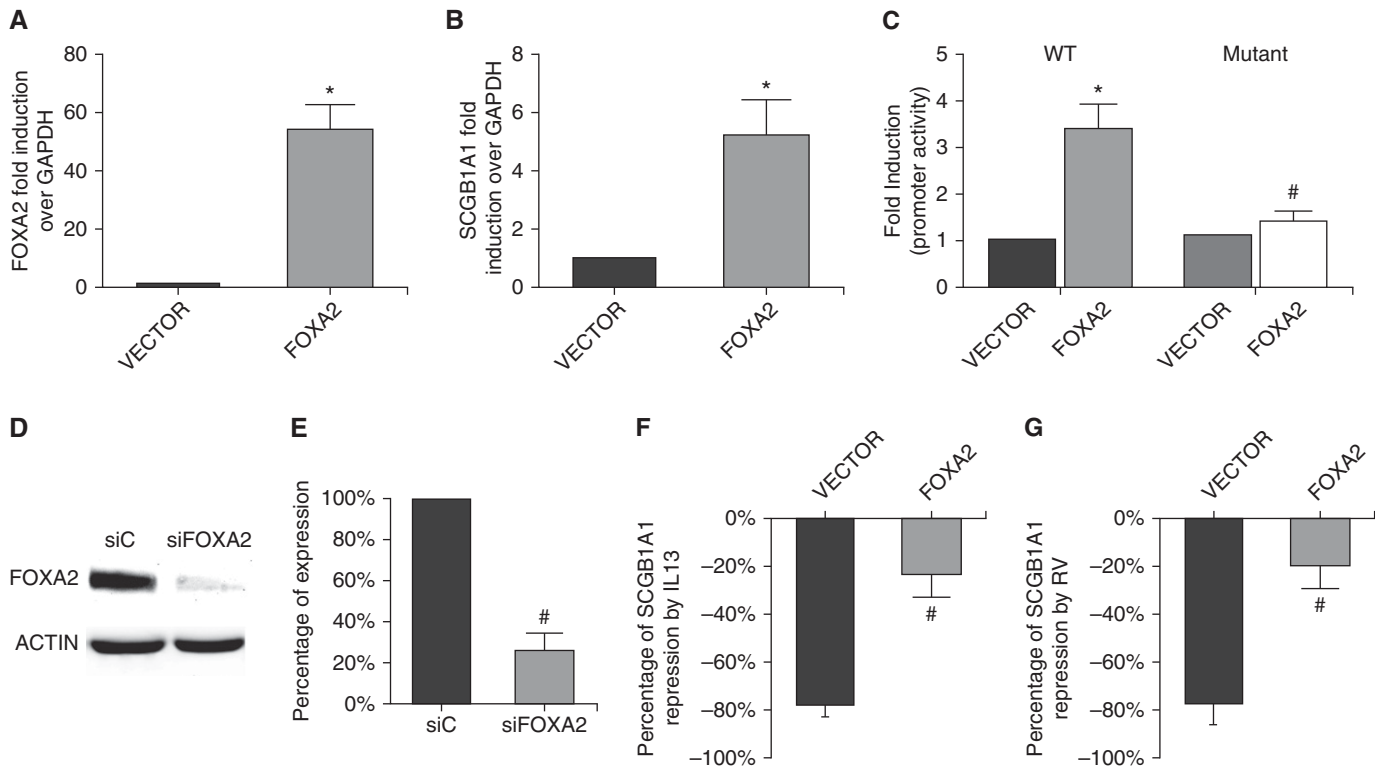 A
FOXA2 fold induction
over GAPDH
80
60
40
20
0
*
VECTOR
FOXA2
B
SCGB1A1 fold
induction over GAPDH
8
6
4
2
0
*
VECTOR
FOXA2
C
Fold Induction
(promoter activity)
5
4
3
2
1
0
WT
Mutant
*
#
VECTOR
FOXA2
VECTOR
FOXA2
D
siC
siFOXA2
FOXA2
ACTIN
E
Percentage of expression
100%
80%
60%
40%
20%
0%
#
siC
siFOXA2
F
Percentage of SCGB1A1
repression by IL13
VECTOR
FOXA2
0%
–20%
–40%
–60%
–80%
–100%
#
G
Percentage of SCGB1A1
repression by RV
VECTOR
FOXA2
0%
–20%
–40%
–60%
–80%
–100%
#